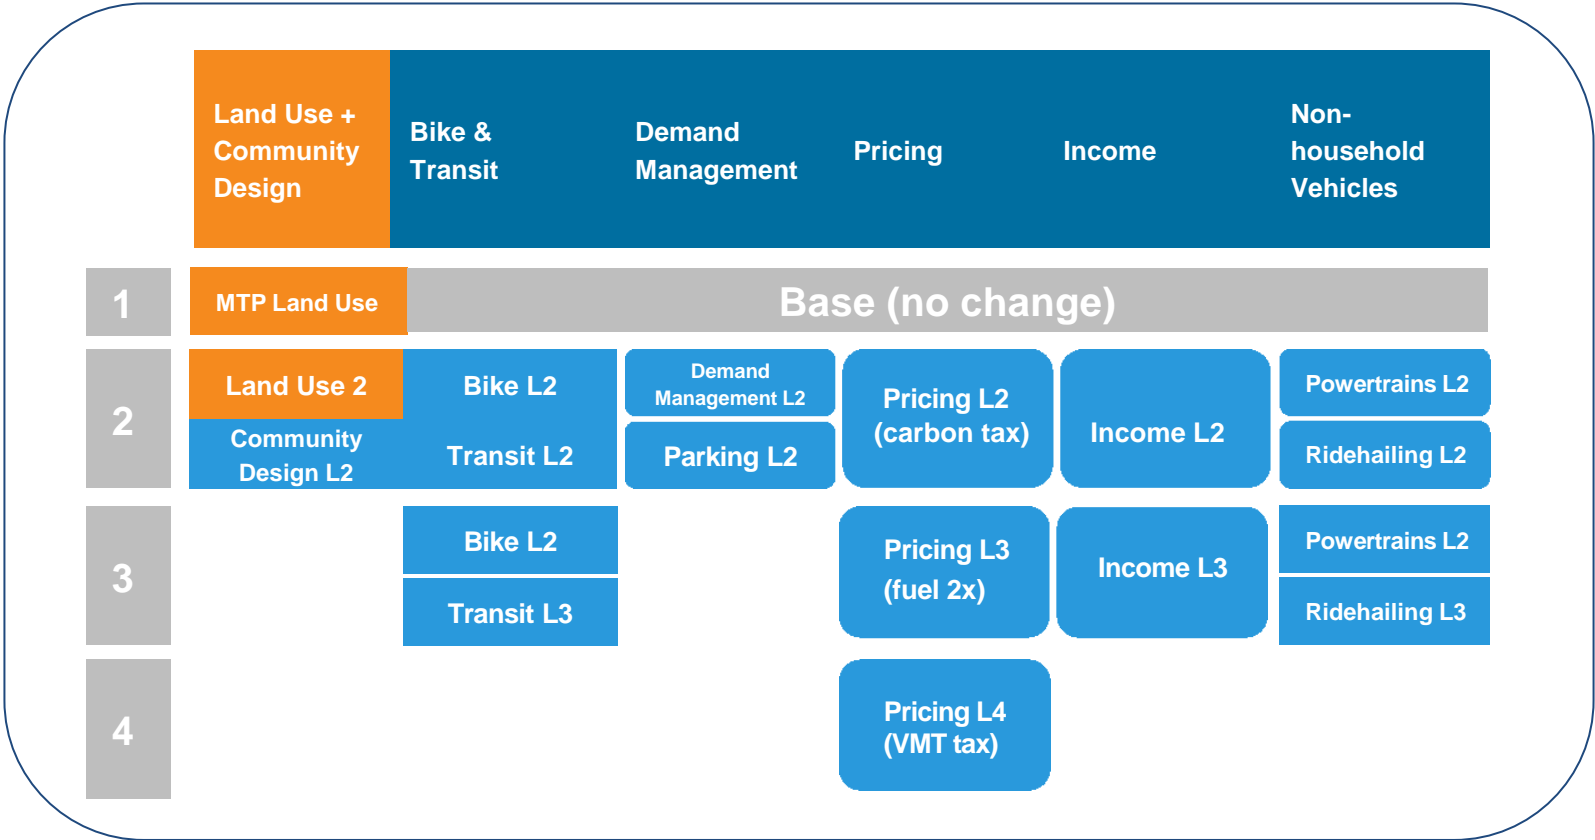 Land Use +
Community
Design
Bike &
Transit
Demand
Management
Pricing
Income
Non-
household
Vehicles
1
MTP Land Use
Base (no change)
2
Land Use 2
Community
Design L2
Bike L2
Transit L2
Demand
Management L2
Parking L2
Pricing L2
(carbon tax)
Income L2
Powertrains L2
Ridehailing L2
3
Bike L2
Transit L3
Pricing L3
(fuel 2x)
Income L3
Powertrains L2
Ridehailing L3
4
Pricing L4
(VMT tax)